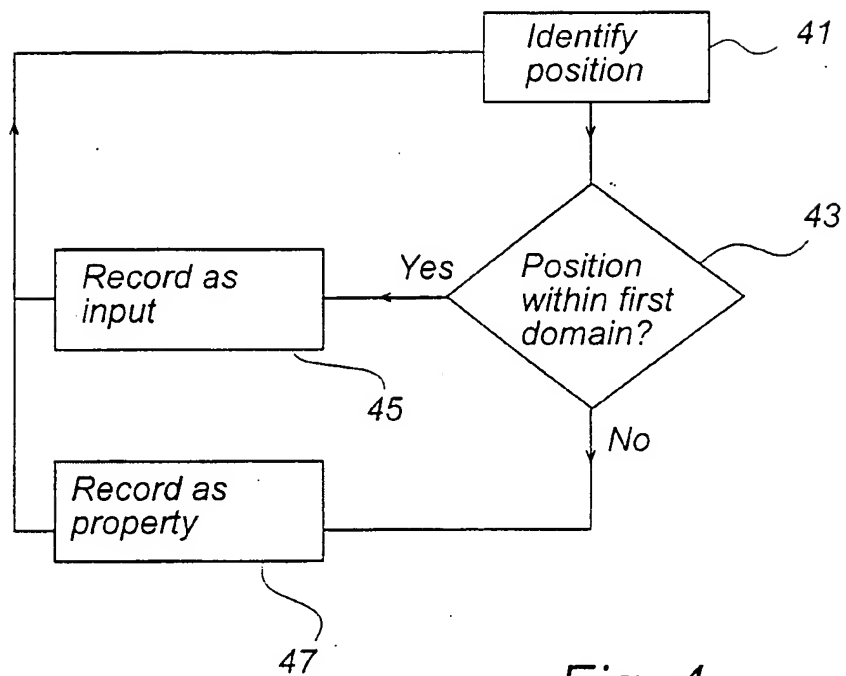 Identify
position
41
43
Yes
Position
within first
domain?
Record as
input
45
No
Record as
property
47